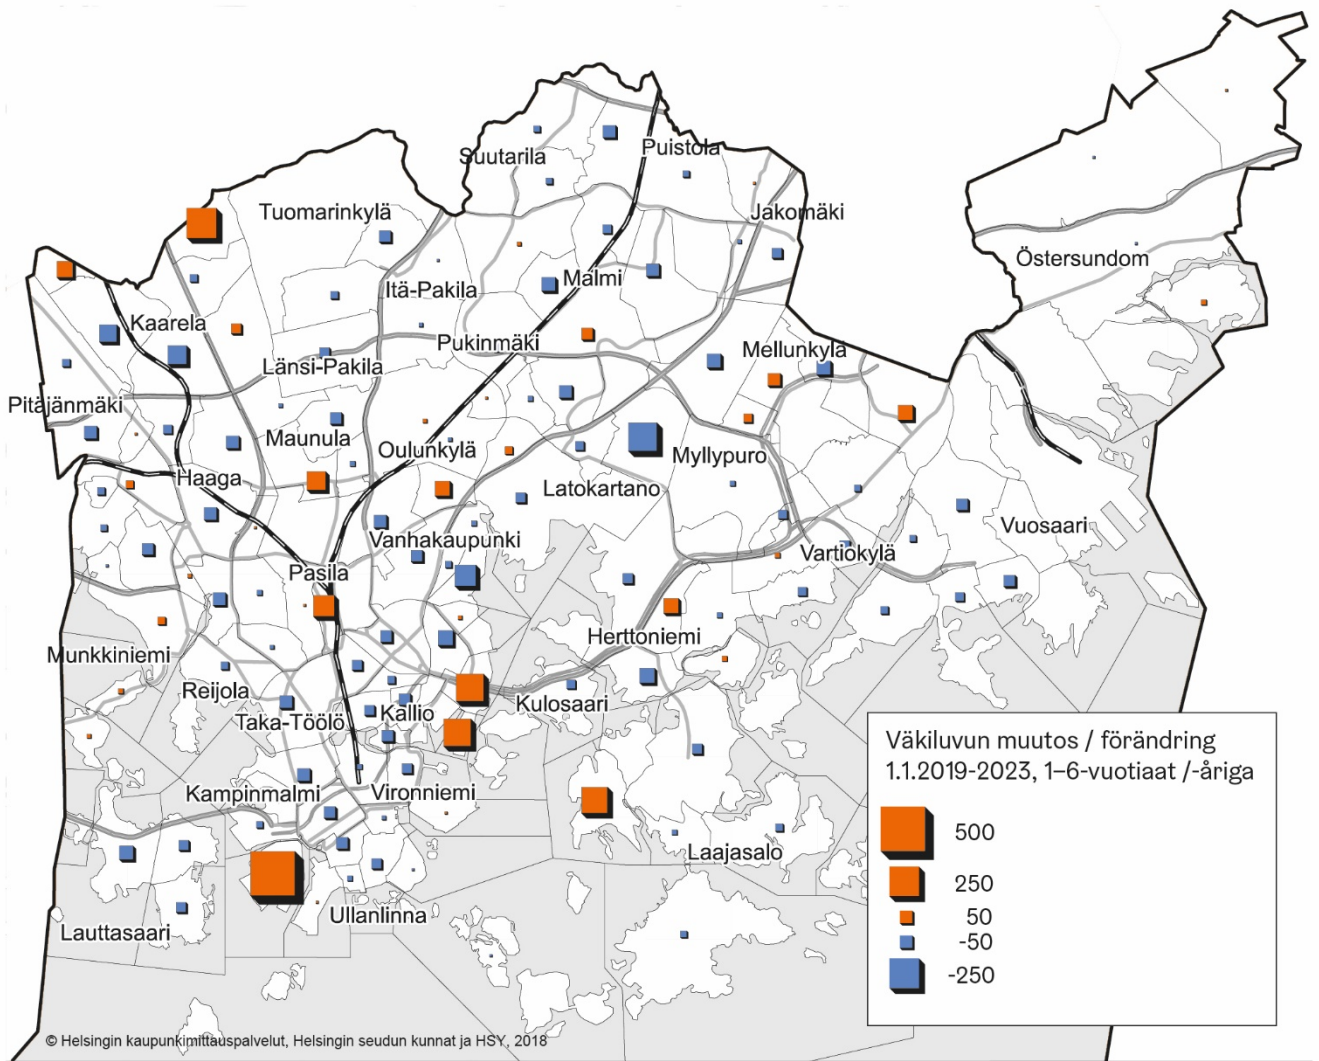 Suutarila
Puistola
Tuomarinkylä
Jakomäki
Östersundom
Itä-Pakila
Malmi
Kaarela
Pukinmäki
Mellunkylä
Länsi-Pakila
Pitäjänmäki
Maunula
Oulunkylä
Myllypuro
Haaga
Latokartano
Vuosaari
Vanhakaupunki
Vartiokylä
Pasila
Herttoniemi
Munkkiniemi
Reijola
Kulosaari
Taka-Töölö
Kallio
Väkiluvun muutos / förändring
1.1.2019-2023, 1–6-vuotiaat /-åriga
Kampinmalmi
Vironniemi
500
Laajasalo
250
50
Ullanlinna
Lauttasaari
-50
-250
© Helsingin kaupunkimittauspalvelut, Helsingin seudun kunnat ja HSY, 2018